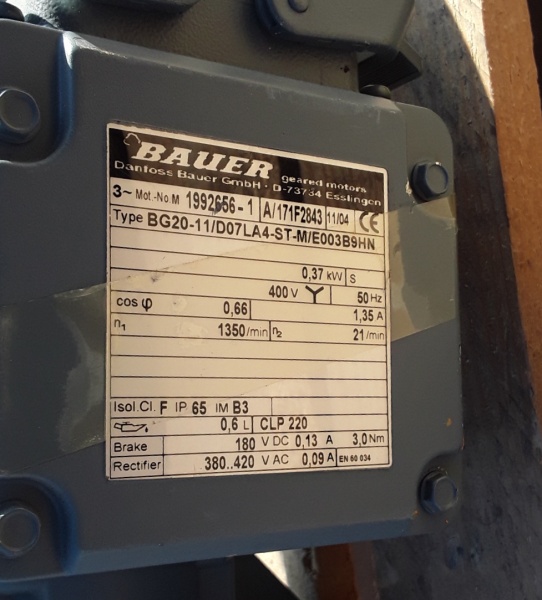 BAUER geared motors
Danfoss Bauer GmbH · D-73734 Esslingen
3~ Mot.-No.M 1992656-1 A/171F2843 11/04 CE
Type BG20-11/D07LA4-ST-M/E003B9HN
0,37 kW S
400 V Y 50 Hz
cos φ 0,66 1,35 A
n1 1350/min n2 21/min
Isol.Cl. F IP 65 IM B3
0,6 L CLP 220
Brake 180 V DC 0,13 A 3,0 Nm
Rectifier 380..420 V AC 0,09 A EN 60 034